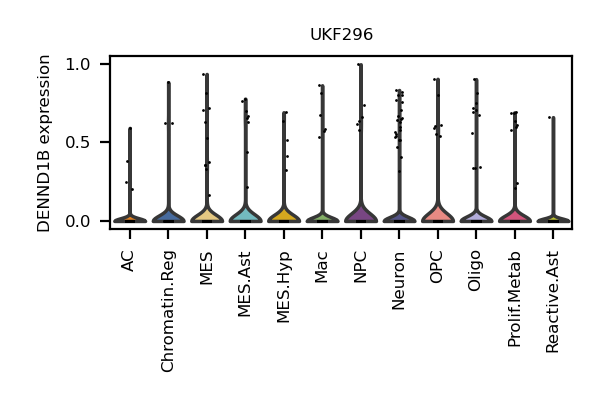 UKF296
DENND1B expression
1.0
0.5
0.0
AC
Chromatin.Reg
MES
MES.Ast
MES.Hyp
Mac
NPC
Neuron
OPC
Oligo
Prolif.Metab
Reactive.Ast